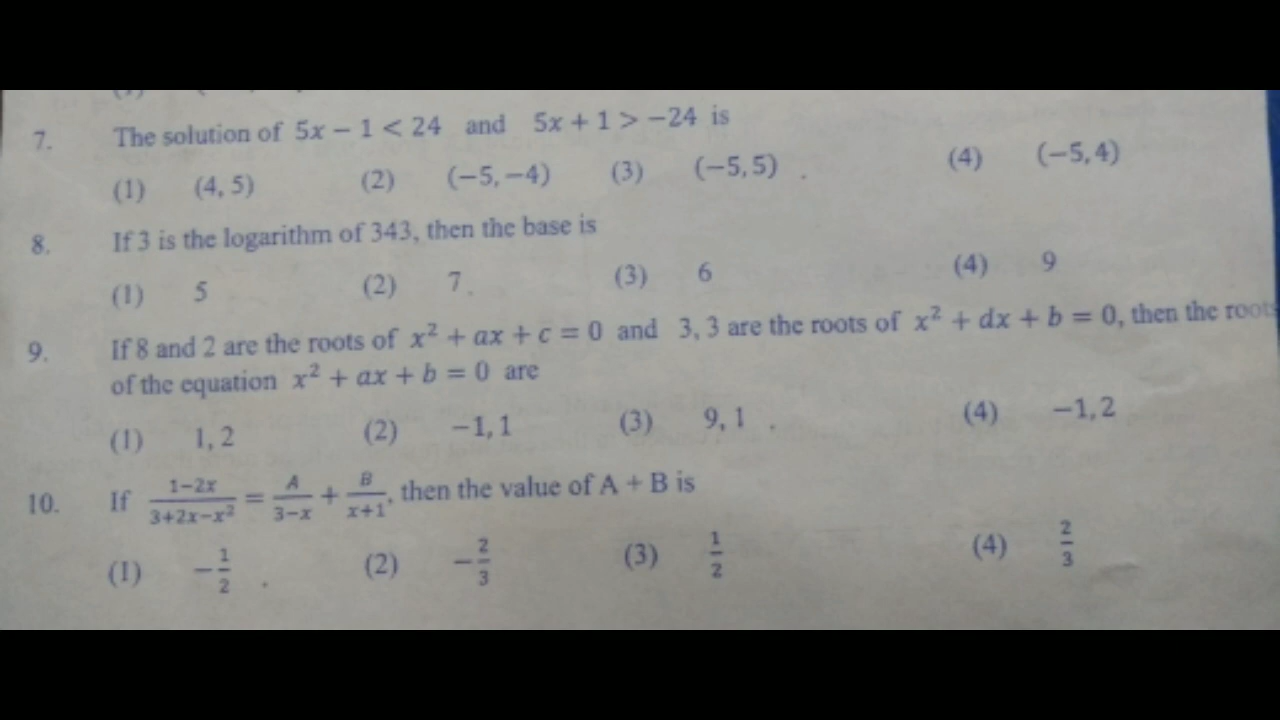 7. The solution of 5x − 1 < 24 and 5x + 1 > −24 is
(1) (4, 5) (2) (−5, −4) (3) (−5, 5) (4) (−5, 4)
8. If 3 is the logarithm of 343, then the base is
(1) 5 (2) 7 (3) 6 (4) 9
9. If 8 and 2 are the roots of x² + ax + c = 0 and 3, 3 are the roots of x² + dx + b = 0, then the roots
of the equation x² + ax + b = 0 are
(1) 1, 2 (2) −1, 1 (3) 9, 1 (4) −1, 2
10. If (1−2x)/(3+2x−x²) = A/(3−x) + B/(x+1), then the value of A + B is
(1) −1/2 (2) −2/3 (3) 1/2 (4) 2/3